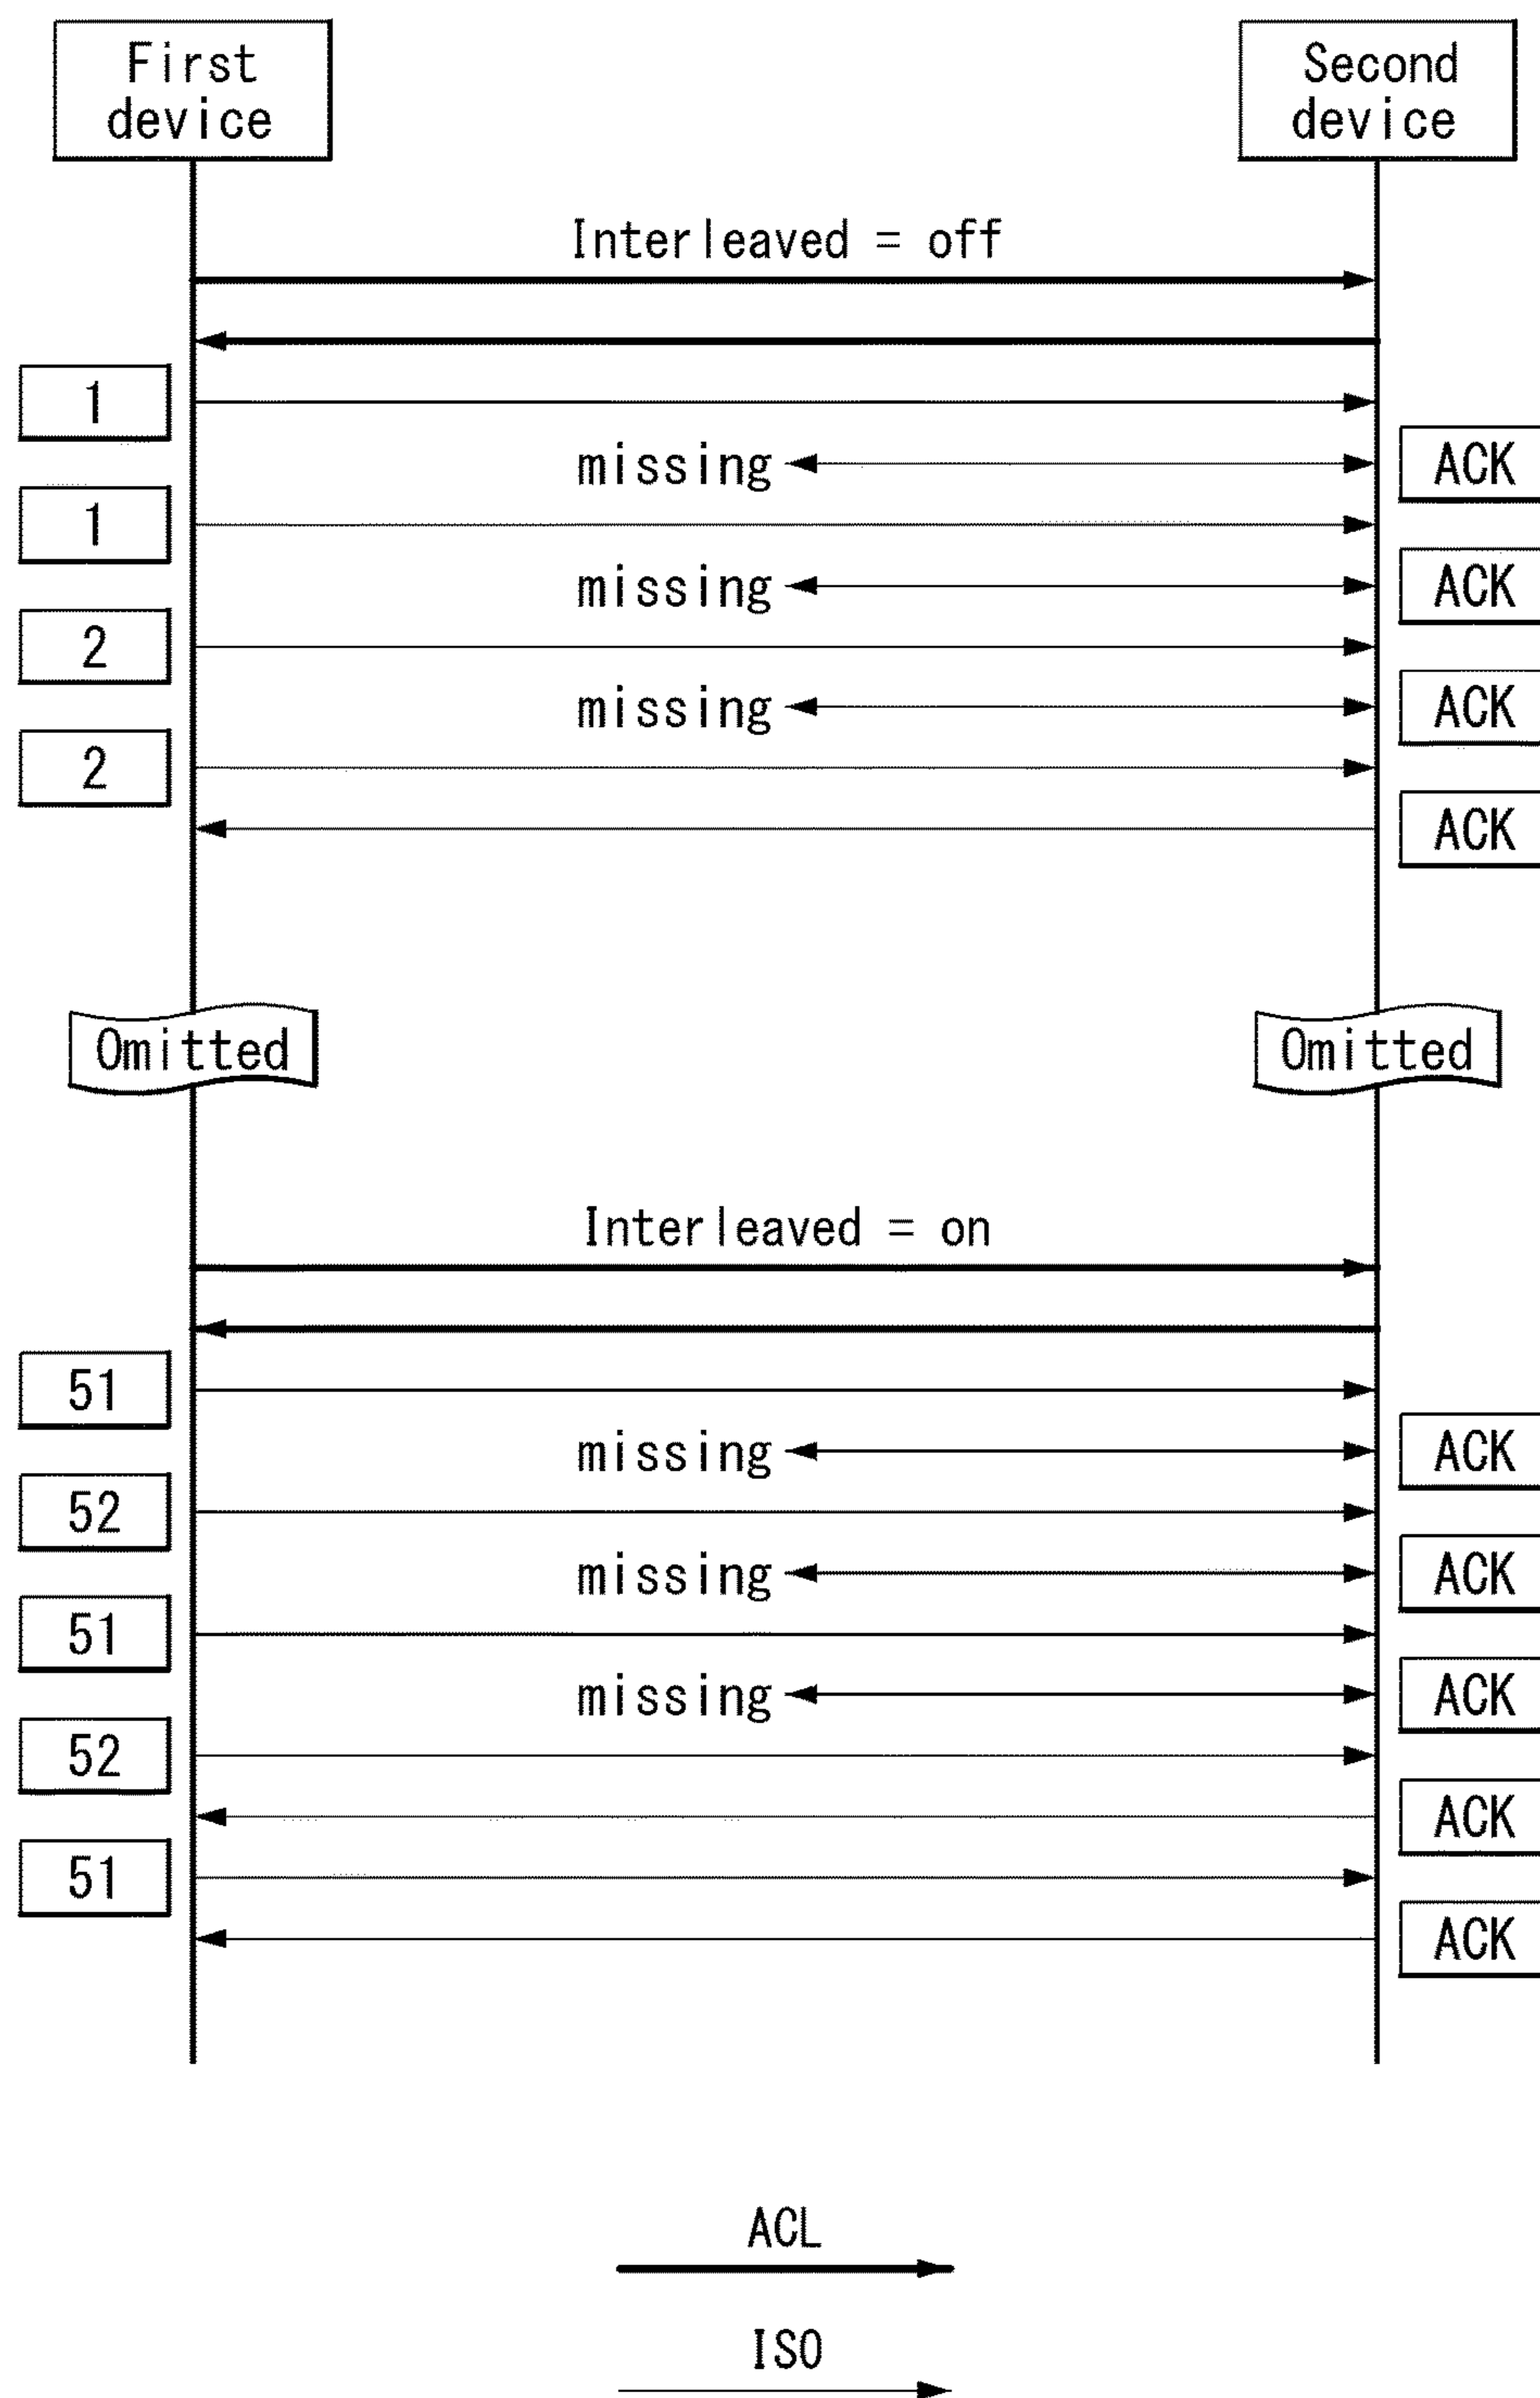 First
device
Second
device
Interleaved = off
1
missing
ACK
1
missing
ACK
2
missing
ACK
2
ACK
Omitted
Omitted
Interleaved = on
51
missing
ACK
52
missing
ACK
51
missing
ACK
52
ACK
51
ACK
ACL
ISO